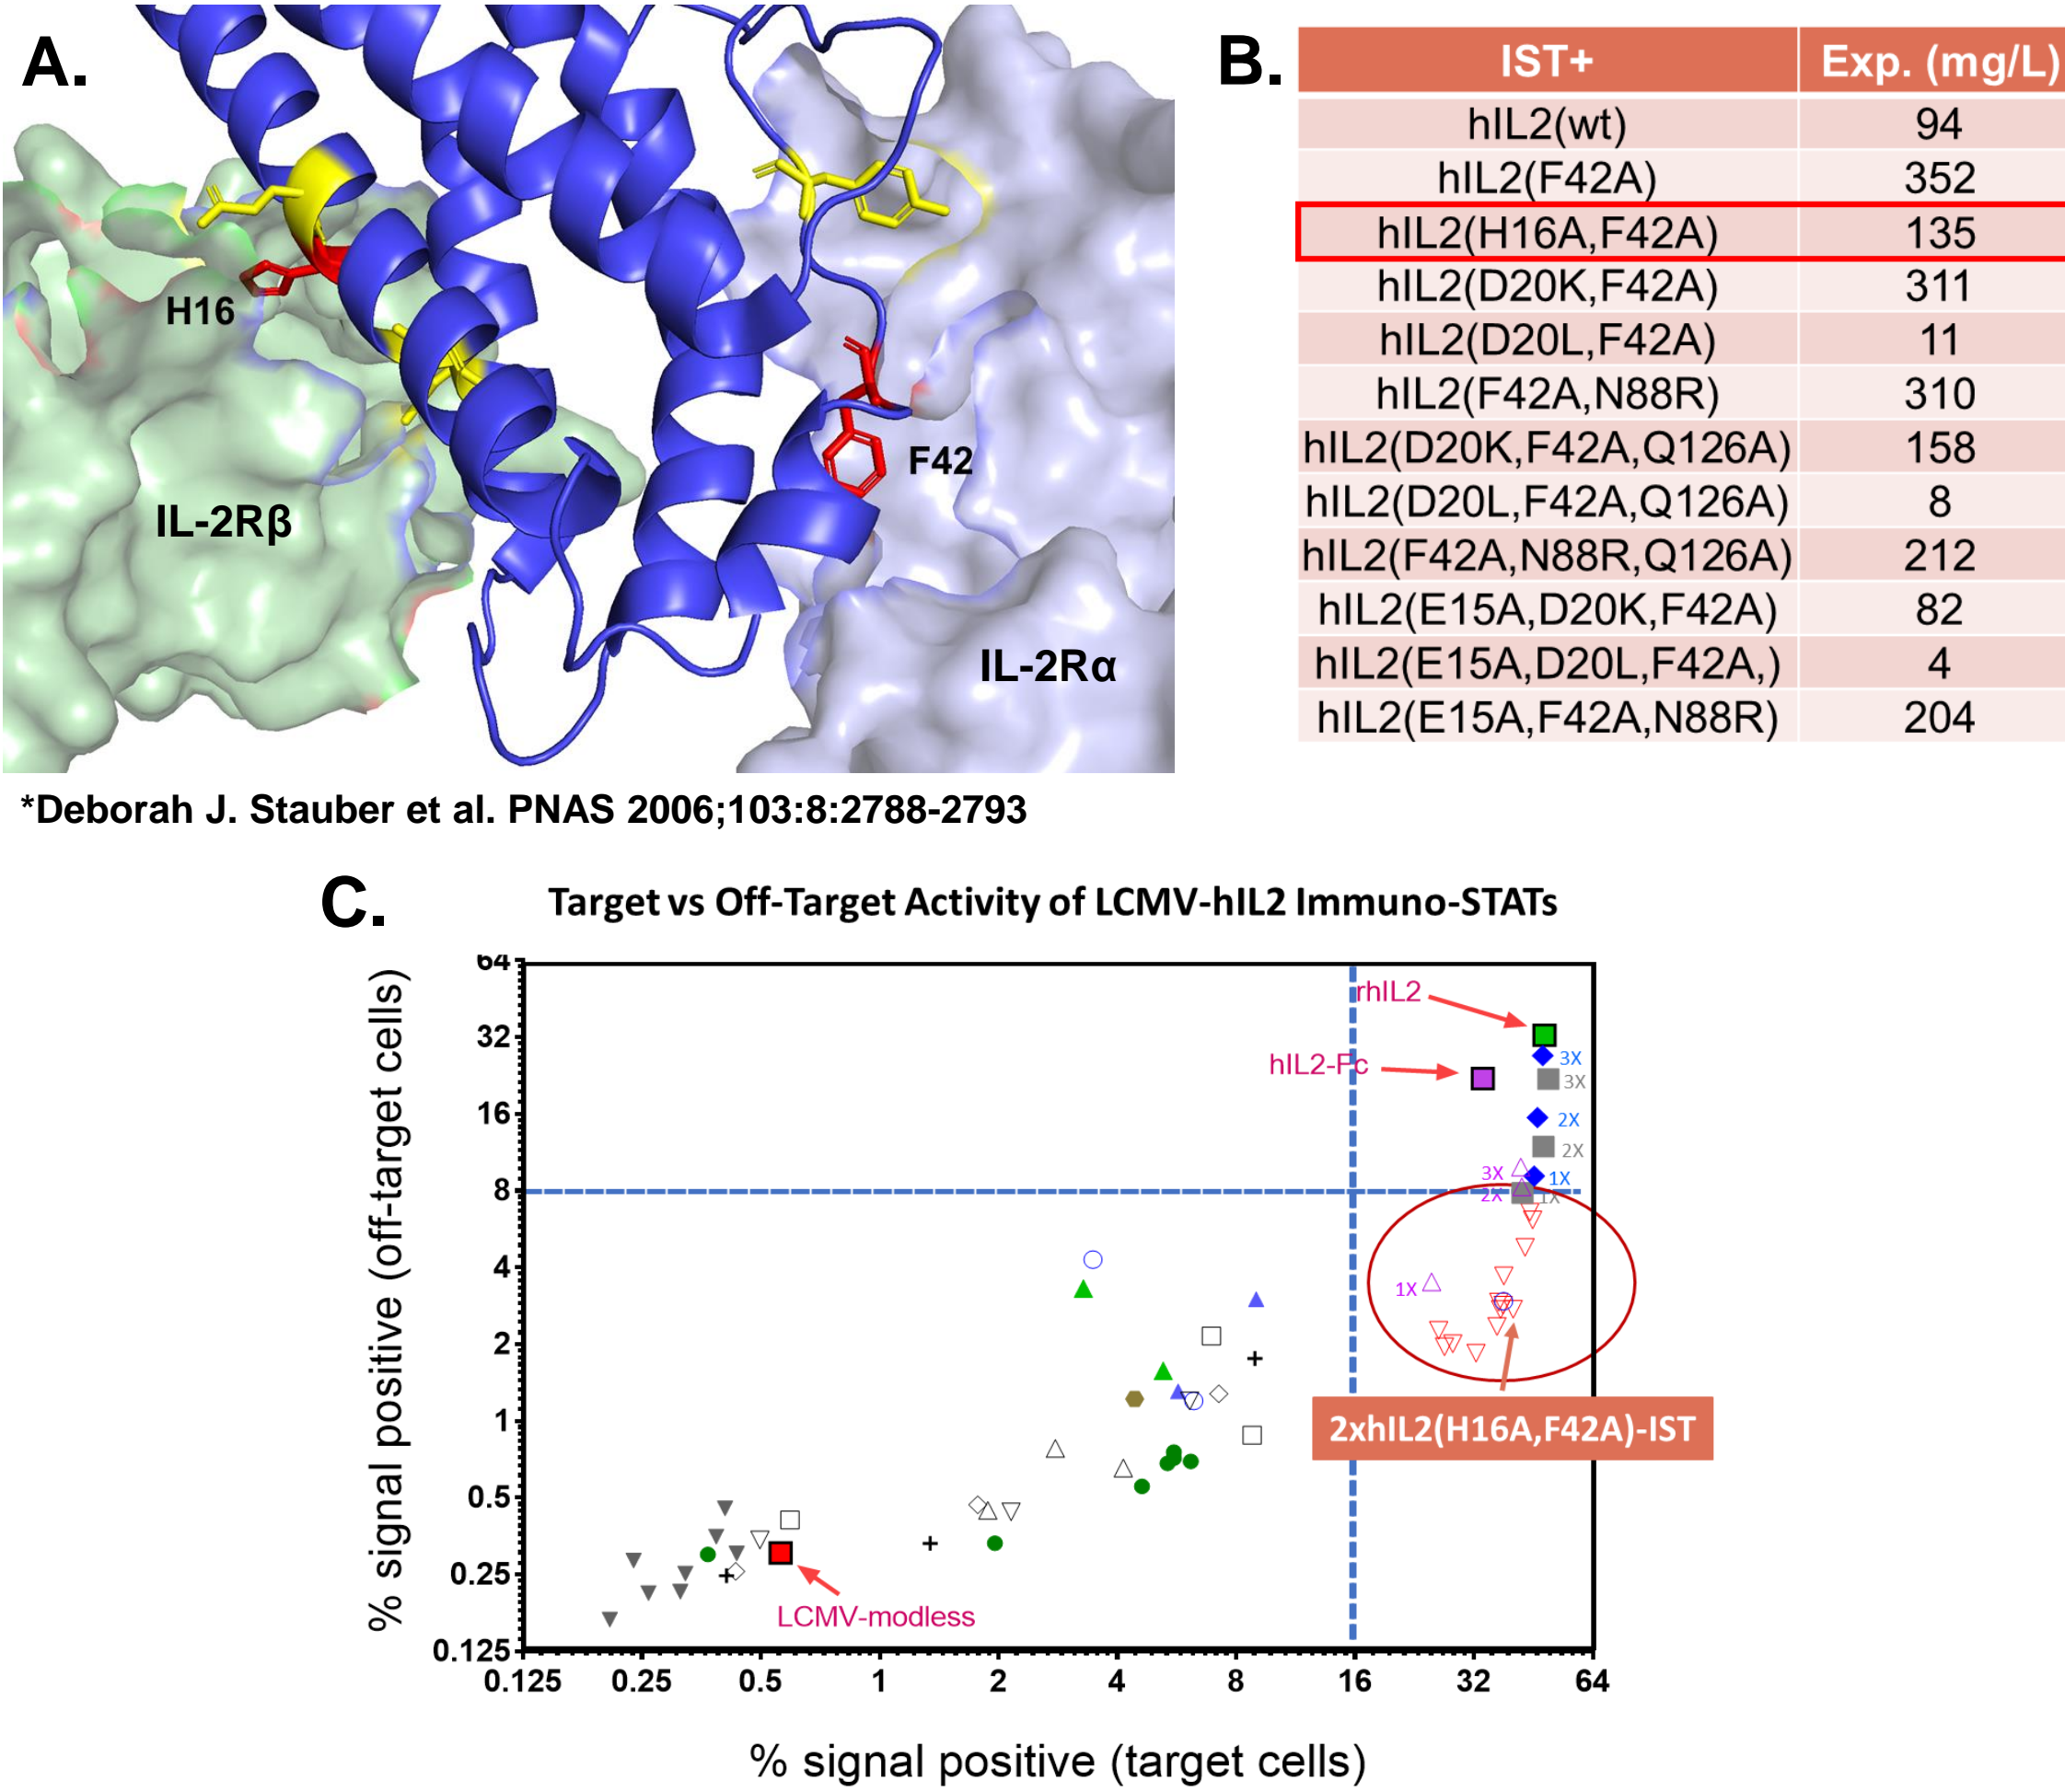 A.
H16
F42
IL-2Rβ
IL-2Rα
*Deborah J. Stauber et al. PNAS 2006;103:8:2788-2793
B.
IST+ Exp. (mg/L)
hIL2(wt) 94
hIL2(F42A) 352
hIL2(H16A,F42A) 135
hIL2(D20K,F42A) 311
hIL2(D20L,F42A) 11
hIL2(F42A,N88R) 310
hIL2(D20K,F42A,Q126A) 158
hIL2(D20L,F42A,Q126A) 8
hIL2(F42A,N88R,Q126A) 212
hIL2(E15A,D20K,F42A) 82
hIL2(E15A,D20L,F42A,) 4
hIL2(E15A,F42A,N88R) 204
C.
Target vs Off-Target Activity of LCMV-hIL2 Immuno-STATs
% signal positive (off-target cells)
64
32
16
8
4
2
1
0.5
0.25
0.125
rhIL2
hIL2-Fc
3X
3X
2X
2X
3X
1X
2X
1X
1X
2xhIL2(H16A,F42A)-IST
LCMV-modless
0.125 0.25 0.5 1 2 4 8 16 32 64
% signal positive (target cells)